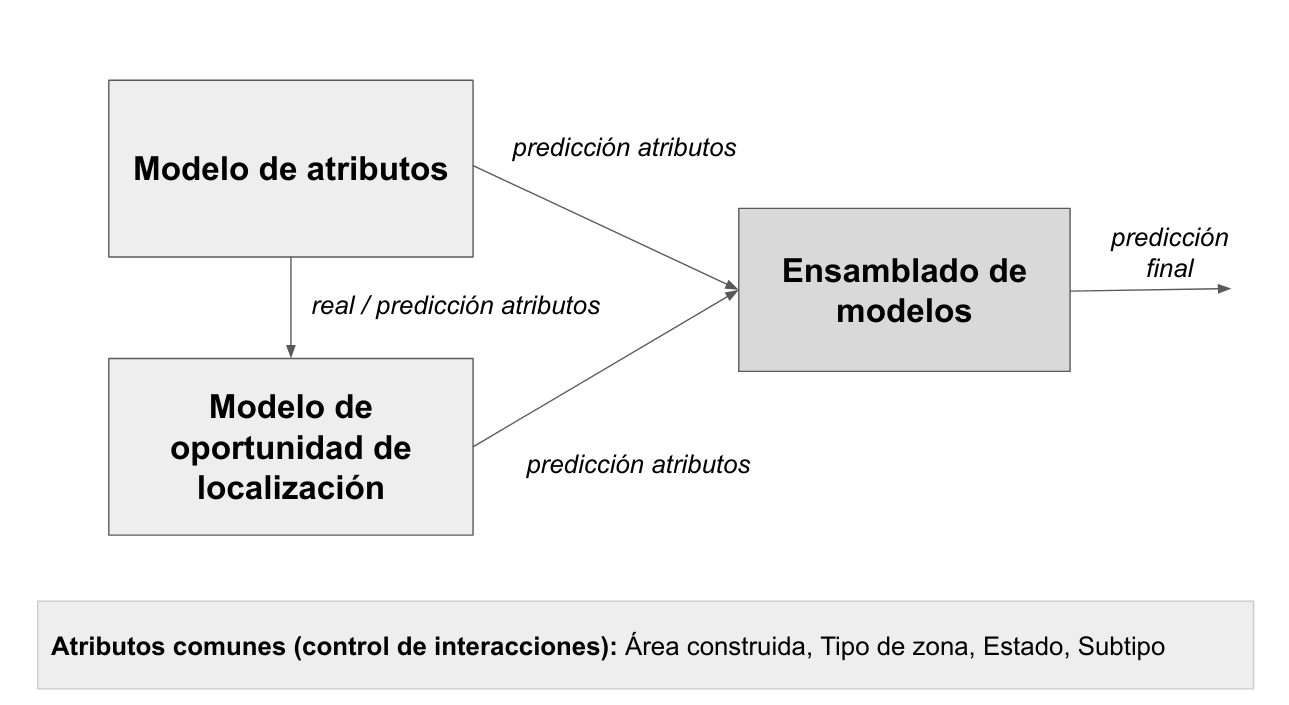 Modelo de atributos
predicción atributos
real / predicción atributos
Modelo de
oportunidad de
localización
predicción atributos
Ensamblado de
modelos
predicción
final
Atributos comunes (control de interacciones): Área construida, Tipo de zona, Estado, Subtipo